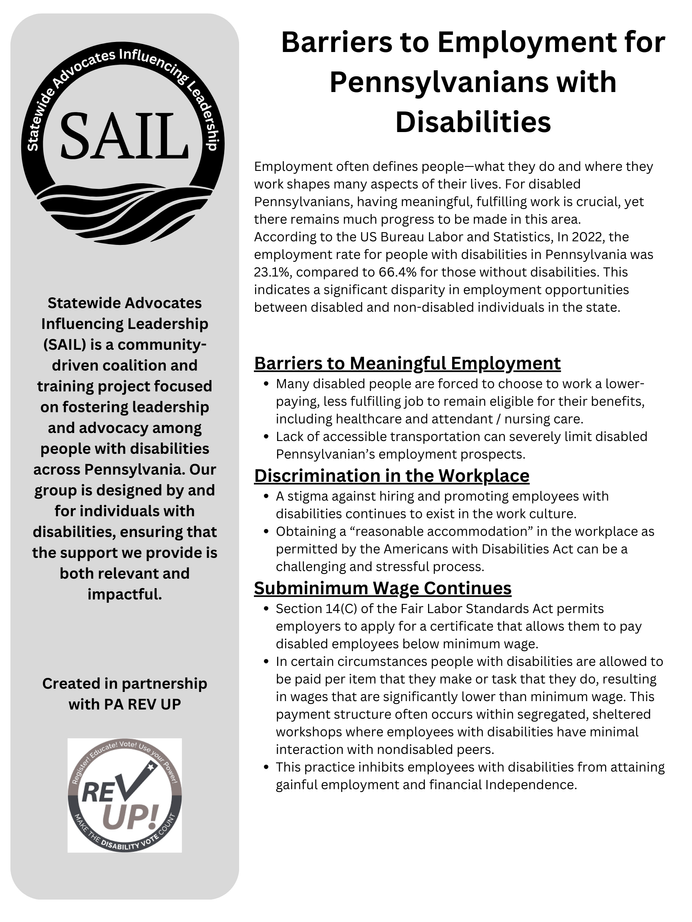 Statewide Advocates Influencing Leadership
SAIL
Statewide Advocates
Influencing Leadership
(SAIL) is a community-
driven coalition and
training project focused
on fostering leadership
and advocacy among
people with disabilities
across Pennsylvania. Our
group is designed by and
for individuals with
disabilities, ensuring that
the support we provide is
both relevant and
impactful.
Created in partnership
with PA REV UP
Register! Educate! Vote! Use your Power!
REV
UP!
MAKE THE DISABILITY VOTE COUNT
Barriers to Employment for
Pennsylvanians with
Disabilities
Employment often defines people—what they do and where they
work shapes many aspects of their lives. For disabled
Pennsylvanians, having meaningful, fulfilling work is crucial, yet
there remains much progress to be made in this area.
According to the US Bureau Labor and Statistics, In 2022, the
employment rate for people with disabilities in Pennsylvania was
23.1%, compared to 66.4% for those without disabilities. This
indicates a significant disparity in employment opportunities
between disabled and non-disabled individuals in the state.
Barriers to Meaningful Employment
• Many disabled people are forced to choose to work a lower-
paying, less fulfilling job to remain eligible for their benefits,
including healthcare and attendant / nursing care.
• Lack of accessible transportation can severely limit disabled
Pennsylvanian's employment prospects.
Discrimination in the Workplace
• A stigma against hiring and promoting employees with
disabilities continues to exist in the work culture.
• Obtaining a “reasonable accommodation” in the workplace as
permitted by the Americans with Disabilities Act can be a
challenging and stressful process.
Subminimum Wage Continues
• Section 14(C) of the Fair Labor Standards Act permits
employers to apply for a certificate that allows them to pay
disabled employees below minimum wage.
• In certain circumstances people with disabilities are allowed to
be paid per item that they make or task that they do, resulting
in wages that are significantly lower than minimum wage. This
payment structure often occurs within segregated, sheltered
workshops where employees with disabilities have minimal
interaction with nondisabled peers.
• This practice inhibits employees with disabilities from attaining
gainful employment and financial Independence.